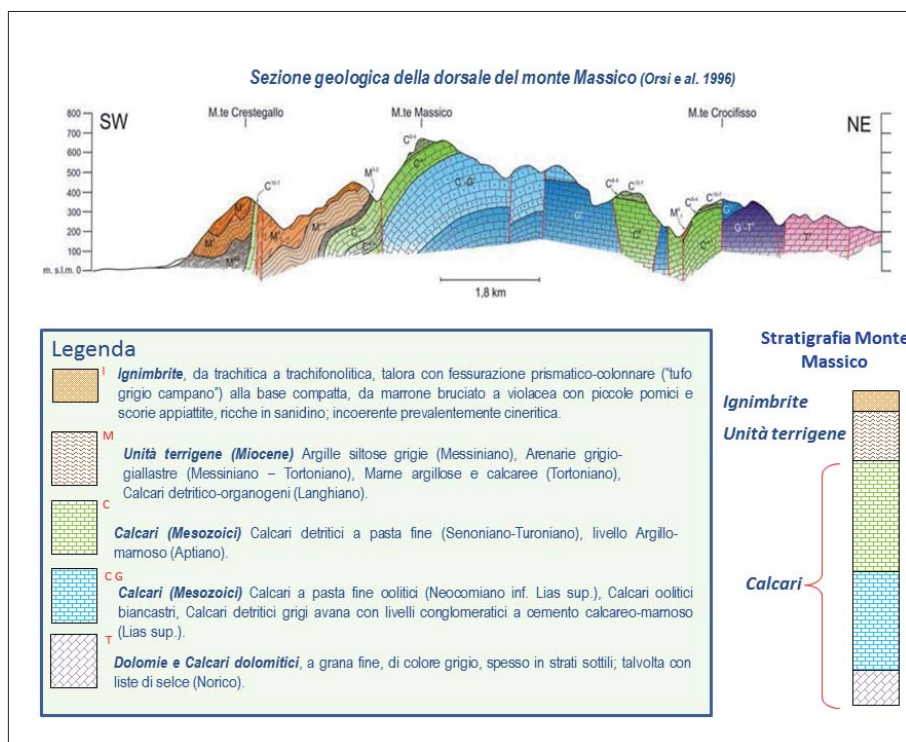 Sezione geologica della dorsale del monte Massico (Orsi e al. 1996)
M.te Crestegallo
M.te Massico
M.te Crocifisso
SW
NE
800
700
600
500
400
300
200
100
m. s.l.m. 0
1,8 km
Legenda
I
Ignimbrite, da trachitica a trachifonolitica, talora con fessurazione prismatico-colonnare ("tufo
grigio campano") alla base compatta, da marrone bruciato a violacea con piccole pomici e
scorie appiattite, ricche in sanidino; incoerente prevalentemente cineritica.
M
Unità terrigene (Miocene) Argille siltose grigie (Messiniano), Arenarie grigio-
giallastre (Messiniano – Tortoniano), Marne argillose e calcaree (Tortoniano),
Calcari detritico-organogeni (Langhiano).
C
Calcari (Mesozoici) Calcari detritici a pasta fine (Senoniano-Turoniano), livello Argillo-
marnoso (Aptiano).
C G
Calcari (Mesozoici) Calcari a pasta fine oolitici (Neocomiano inf. Lias sup.), Calcari oolitici
biancastri, Calcari detritici grigi avana con livelli conglomeratici a cemento calcareo-marnoso
(Lias sup.).
T
Dolomie e Calcari dolomitici, a grana fine, di colore grigio, spesso in strati sottili; talvolta con
liste di selce (Norico).
Stratigrafia Monte
Massico
Ignimbrite
Unità terrigene
Calcari